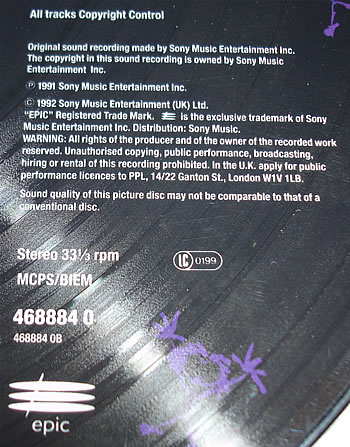 All tracks Copyright Control
Original sound recording made by Sony Music Entertainment Inc.
The copyright in this sound recording is owned by Sony Music
Entertainment Inc.
℗ 1991 Sony Music Entertainment Inc.
© 1992 Sony Music Entertainment (UK) Ltd.
"EPIC" Registered Trade Mark. is the exclusive trademark of Sony
Music Entertainment Inc. Distribution: Sony Music.
WARNING: All rights of the producer and of the owner of the recorded work
reserved. Unauthorised copying, public performance, broadcasting,
hiring or rental of this recording prohibited. In the U.K. apply for public
performance licences to PPL, 14/22 Ganton St., London W1V 1LB.
Sound quality of this picture disc may not be comparable to that of a
conventional disc.
Stereo 33⅓ rpm
LC 0199
MCPS/BIEM
468884 0
468884 0B
epic